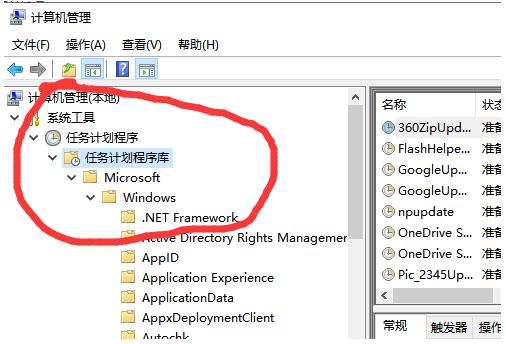 计算机管理
文件(F) 操作(A) 查看(V) 帮助(H)
计算机管理(本地)
系统工具
任务计划程序
任务计划程序库
Microsoft
Windows
.NET Framework
Active Directory Rights Managemen
AppID
Application Experience
ApplicationData
AppxDeploymentClient
Autochk
名称 状态
360ZipUpd... 准备
FlashHelpe... 准备
GoogleUp... 准备
GoogleUp... 准备
npupdate 准备
OneDrive S... 准备
OneDrive S... 准备
Pic_2345Up... 准备
常规 触发器 操作